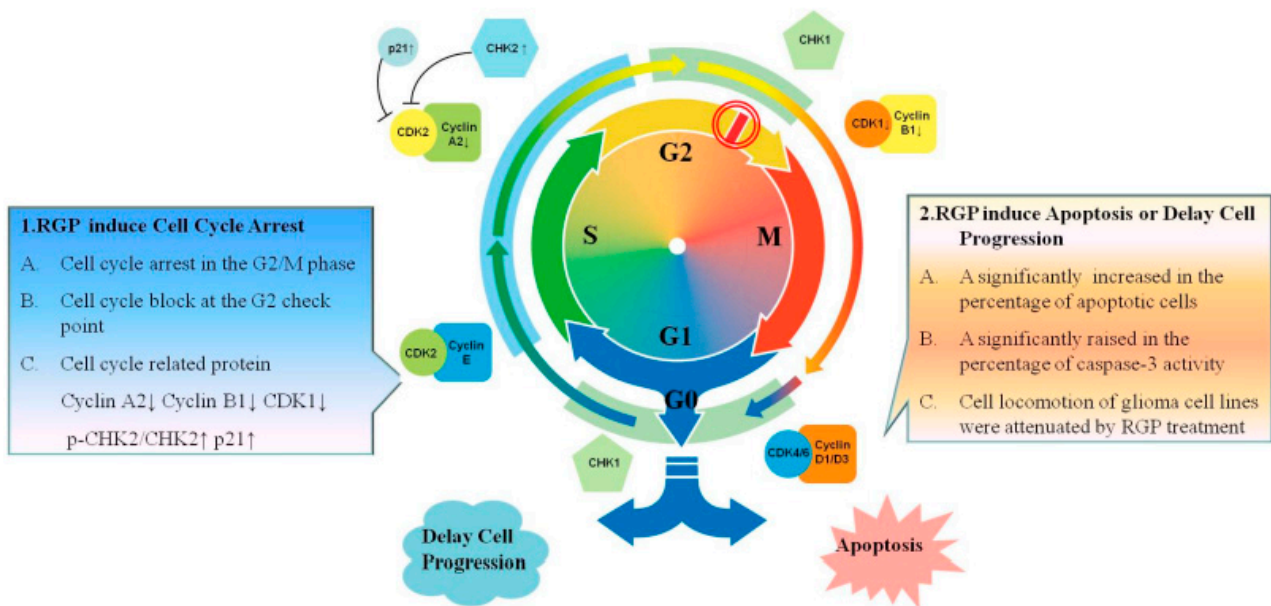 p21↑
CHK2 ↑
CHK1
CDK2
Cyclin
A2↓
CDK1↓
Cyclin
B1↓
1.RGP induce Cell Cycle Arrest
A. Cell cycle arrest in the G2/M phase
B. Cell cycle block at the G2 check
point
C. Cell cycle related protein
Cyclin A2↓ Cyclin B1↓ CDK1↓
p-CHK2/CHK2↑ p21↑
G2
S
M
G1
G0
2.RGP induce Apoptosis or Delay Cell
Progression
A. A significantly increased in the
percentage of apoptotic cells
B. A significantly raised in the
percentage of caspase-3 activity
C. Cell locomotion of glioma cell lines
were attenuated by RGP treatment
CDK2
Cyclin
E
CHK1
CDK4/6
Cyclin
D1/D3
Delay Cell
Progression
Apoptosis